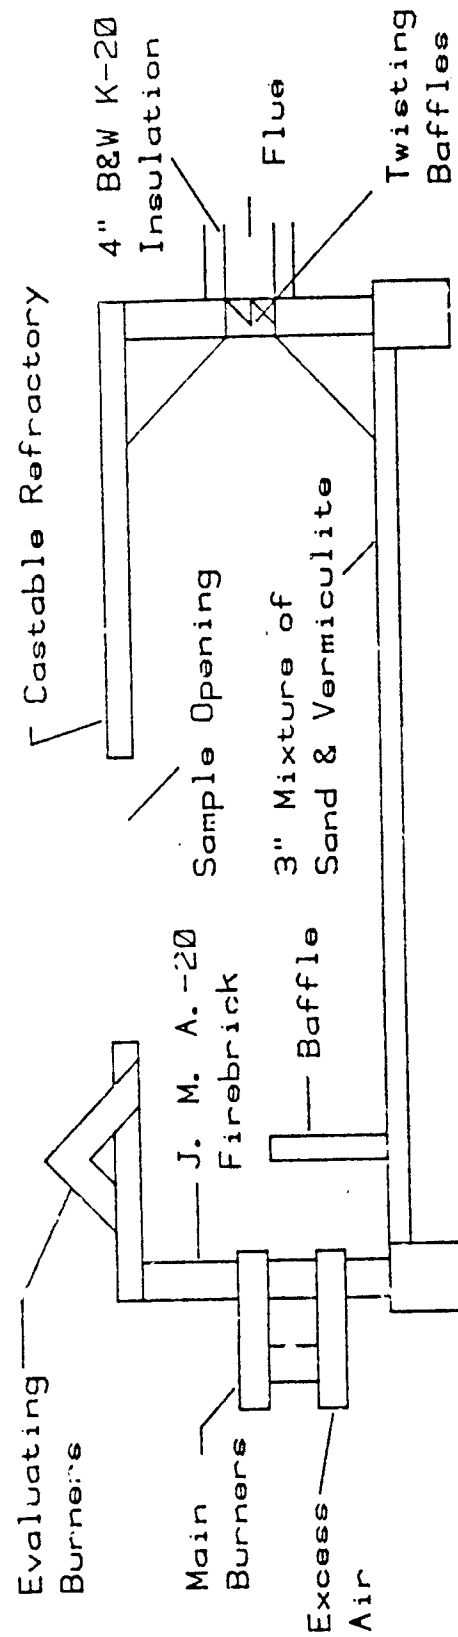 Evaluating
Burners
Main
Burners
Excess
Air
J. M. A. -20
Firebrick
Baffle
Sample Opening
Castable Refractory
3" Mixture of
Sand & Vermiculite
4" B&W K-20
Insulation
Flue
Twisting
Baffles